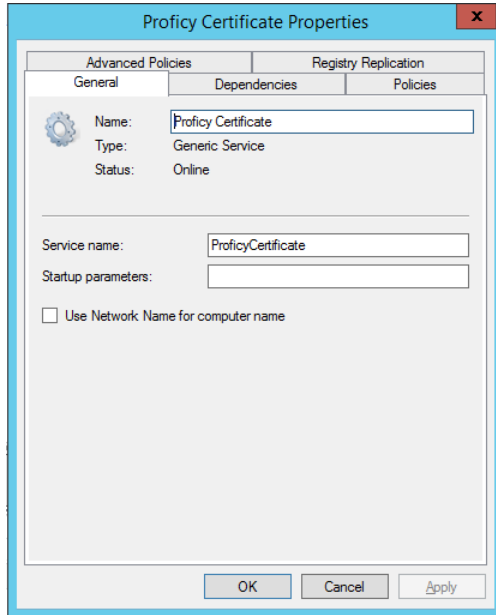 Proficy Certificate Properties
x
Advanced Policies
Registry Replication
General
Dependencies
Policies
Name:
Proficy Certificate
Type:
Generic Service
Status:
Online
Service name:
ProficyCertificate
Startup parameters:
Use Network Name for computer name
OK
Cancel
Apply